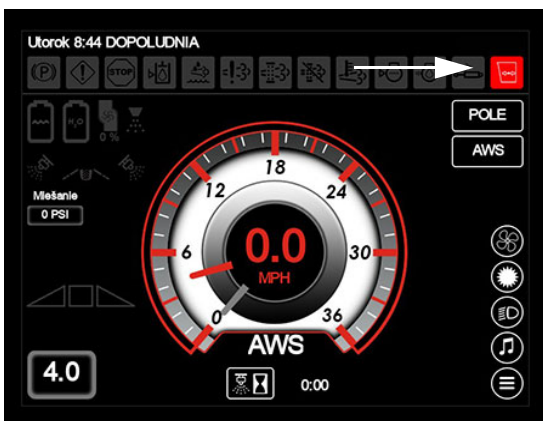 Utorok 8:44 DOPOLUDNIA
(P) STOP
POLE
AWS
H₂O
0 %
Miešanie
0 PSI
0 6 12 18 24 30 36
0.0
MPH
AWS
4.0
0:00